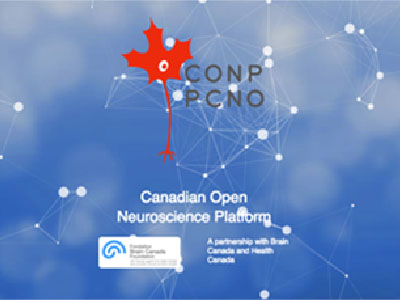 CONP
PCNO
Canadian Open
Neuroscience Platform
Fondation
Brain Canada
Foundation
A partnership with Brain
Canada and Health
Canada